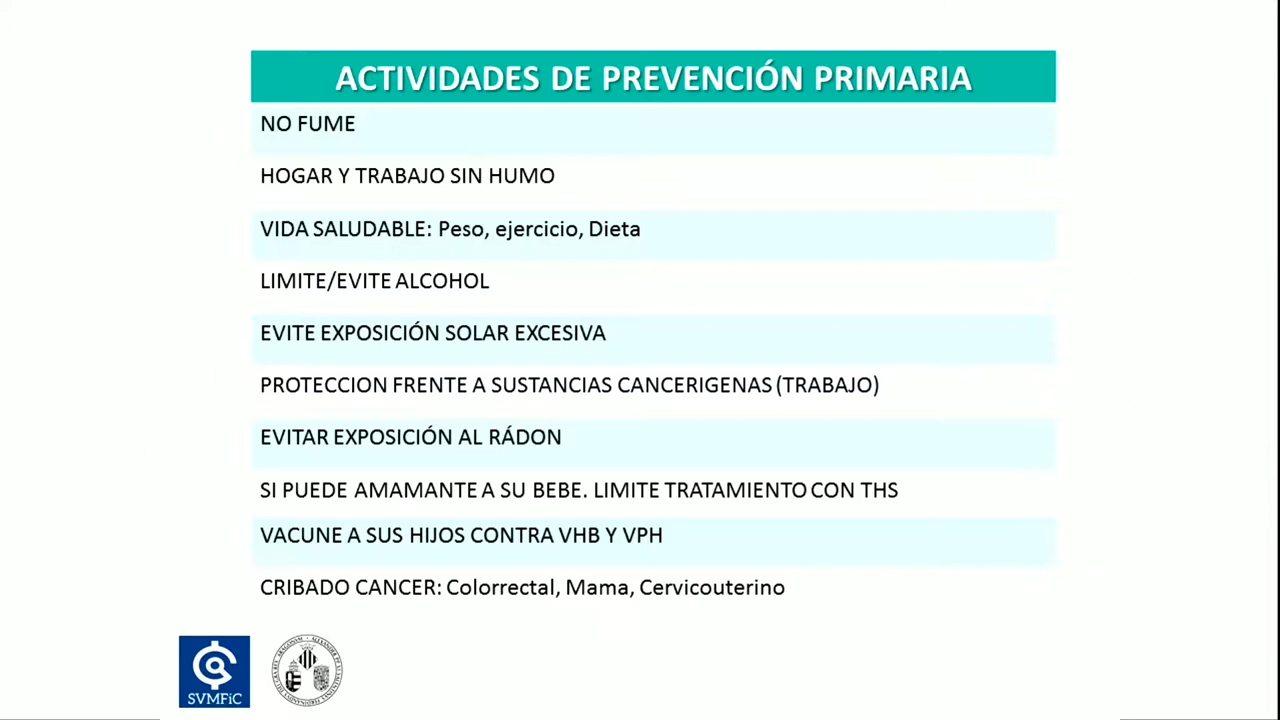 ACTIVIDADES DE PREVENCIÓN PRIMARIA
NO FUME
HOGAR Y TRABAJO SIN HUMO
VIDA SALUDABLE: Peso, ejercicio, Dieta
LIMITE/EVITE ALCOHOL
EVITE EXPOSICIÓN SOLAR EXCESIVA
PROTECCION FRENTE A SUSTANCIAS CANCERIGENAS (TRABAJO)
EVITAR EXPOSICIÓN AL RÁDON
SI PUEDE AMAMANTE A SU BEBE. LIMITE TRATAMIENTO CON THS
VACUNE A SUS HIJOS CONTRA VHB Y VPH
CRIBADO CANCER: Colorrectal, Mama, Cervicouterino
SVMFiC